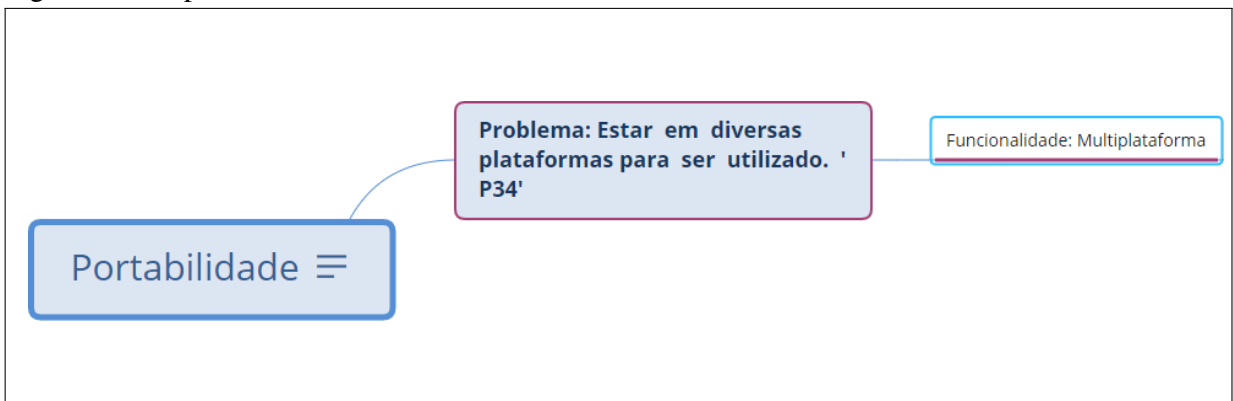 Problema: Estar em diversas
plataformas para ser utilizado. '
P34'
Funcionalidade: Multiplataforma
Portabilidade